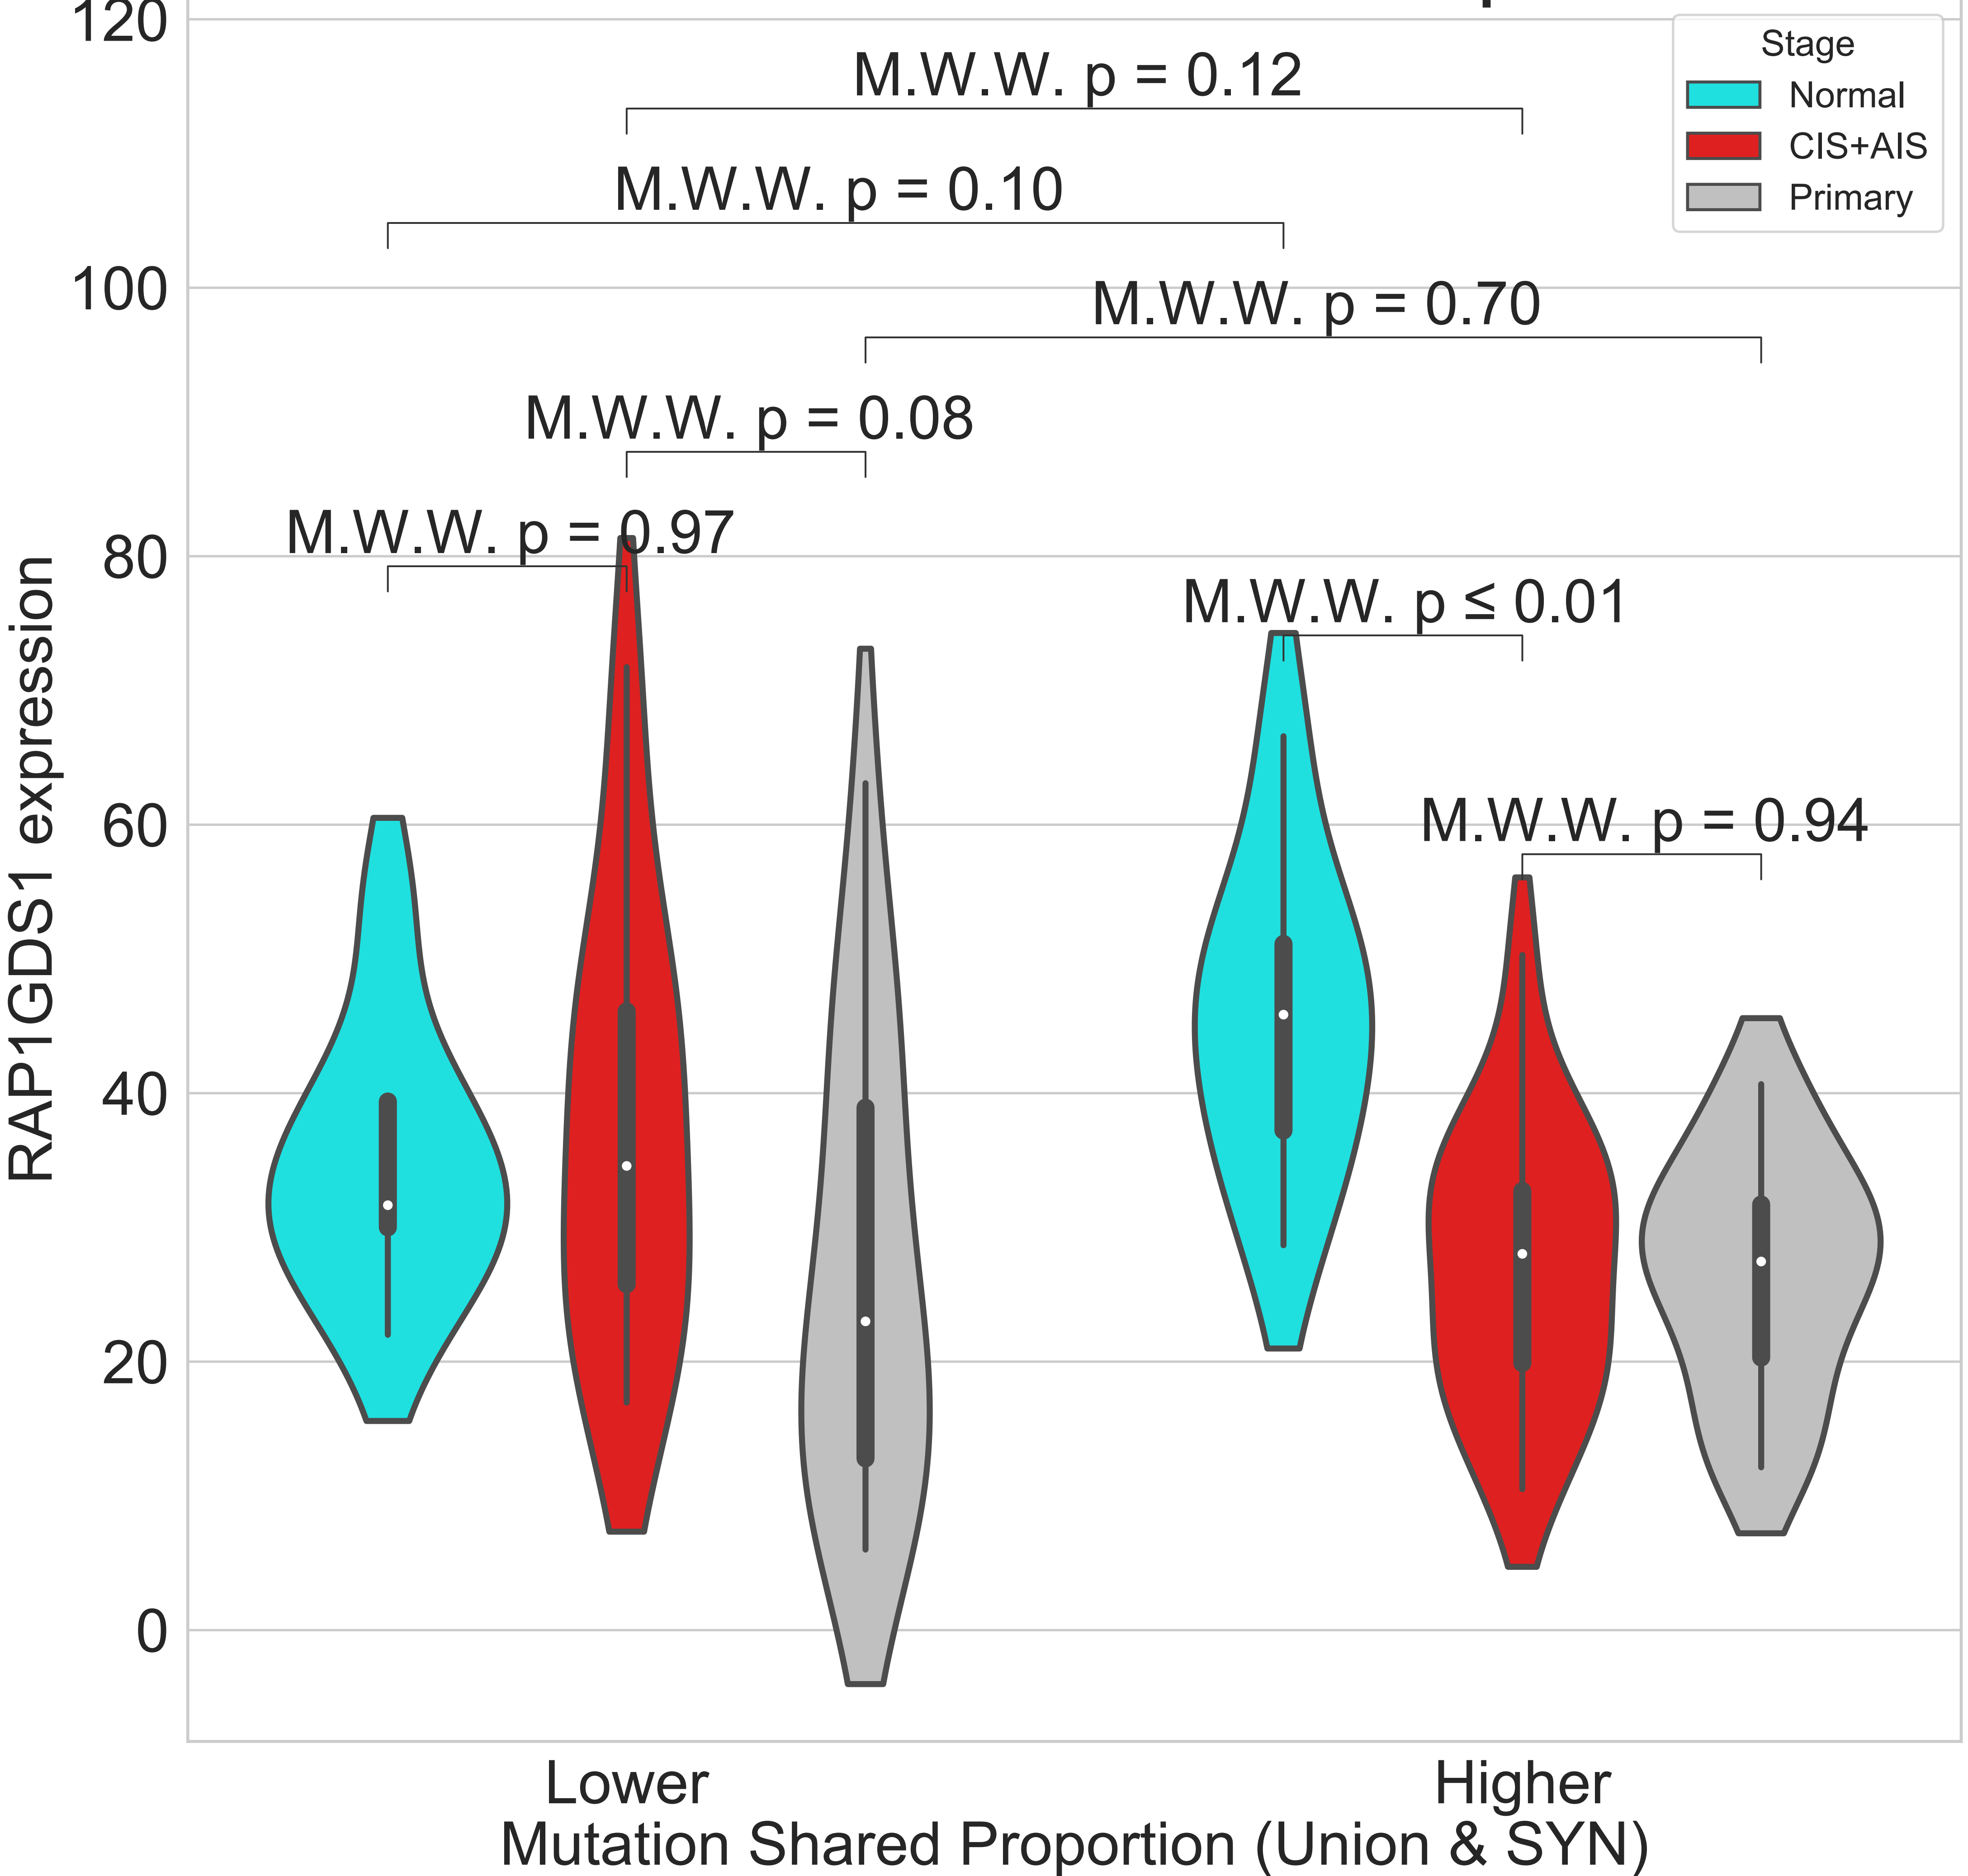 120
M.W.W. p = 0.12
Stage
Normal
CIS+AIS
Primary
M.W.W. p = 0.10
100
M.W.W. p = 0.70
M.W.W. p = 0.08
M.W.W. p = 0.97
80
M.W.W. p ≤ 0.01
60
M.W.W. p = 0.94
RAP1GDS1 expression
40
20
0
Lower
Higher
Mutation Shared Proportion (Union & SYN)